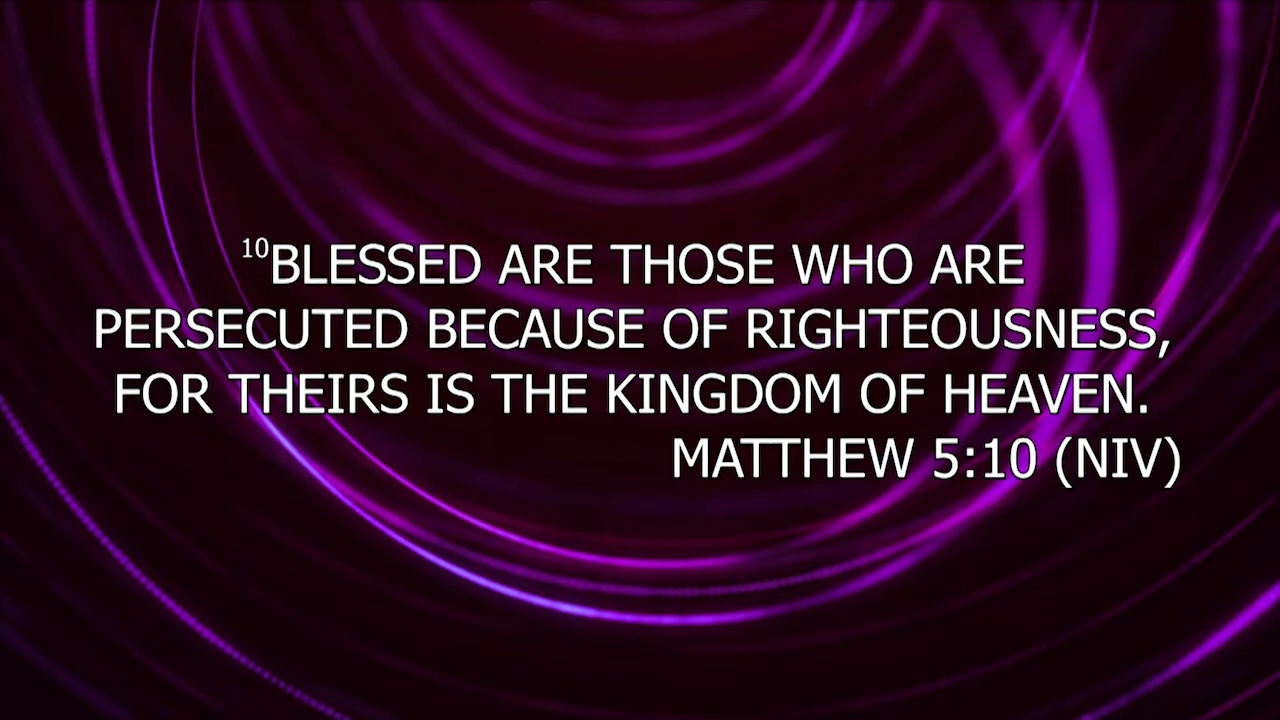 ¹⁰BLESSED ARE THOSE WHO ARE
PERSECUTED BECAUSE OF RIGHTEOUSNESS,
FOR THEIRS IS THE KINGDOM OF HEAVEN.
MATTHEW 5:10 (NIV)